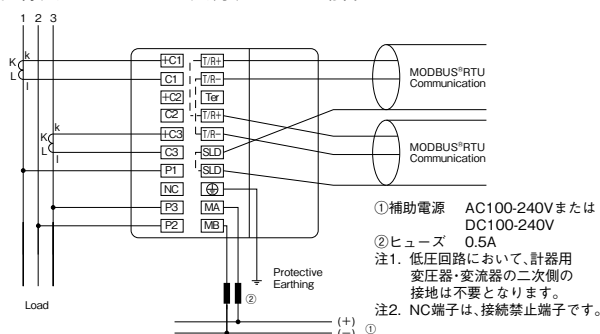 1 2 3
K
k
L
l
K
k
L
l
Load
+C1
C1
+C2
C2
+C3
C3
P1
NC
P3
P2
T/R+
T/R−
Ter
T/R+
T/R−
SLD
SLD
MA
MB
MODBUS®RTU
Communication
MODBUS®RTU
Communication
Protective
Earthing
②
(+)
(−) ①
①補助電源 AC100-240Vまたは
DC100-240V
②ヒューズ 0.5A
注1. 低圧回路において、計器用
変圧器・変流器の二次側の
接地は不要となります。
注2. NC端子は、接続禁止端子です。